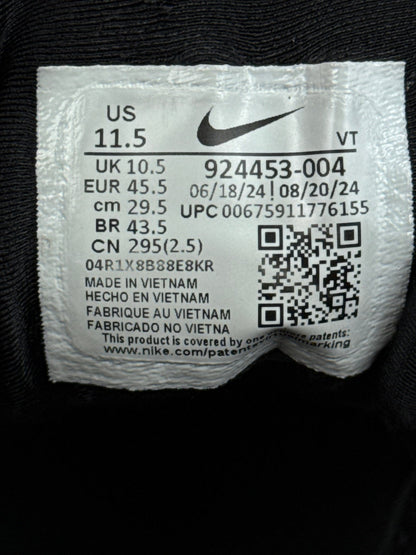 US
11.5
VT
UK 10.5
EUR 45.5
cm 29.5
BR 43.5
CN 295(2.5)
924453-004
06/18/24|08/20/24
UPC 00675911776155
04R1X8B88E8KR
MADE IN VIETNAM
HECHO EN VIETNAM
FABRIQUE AU VIETNAM
FABRICADO NO VIETNA
This product is covered by one patents:
www.nike.com/patent marking